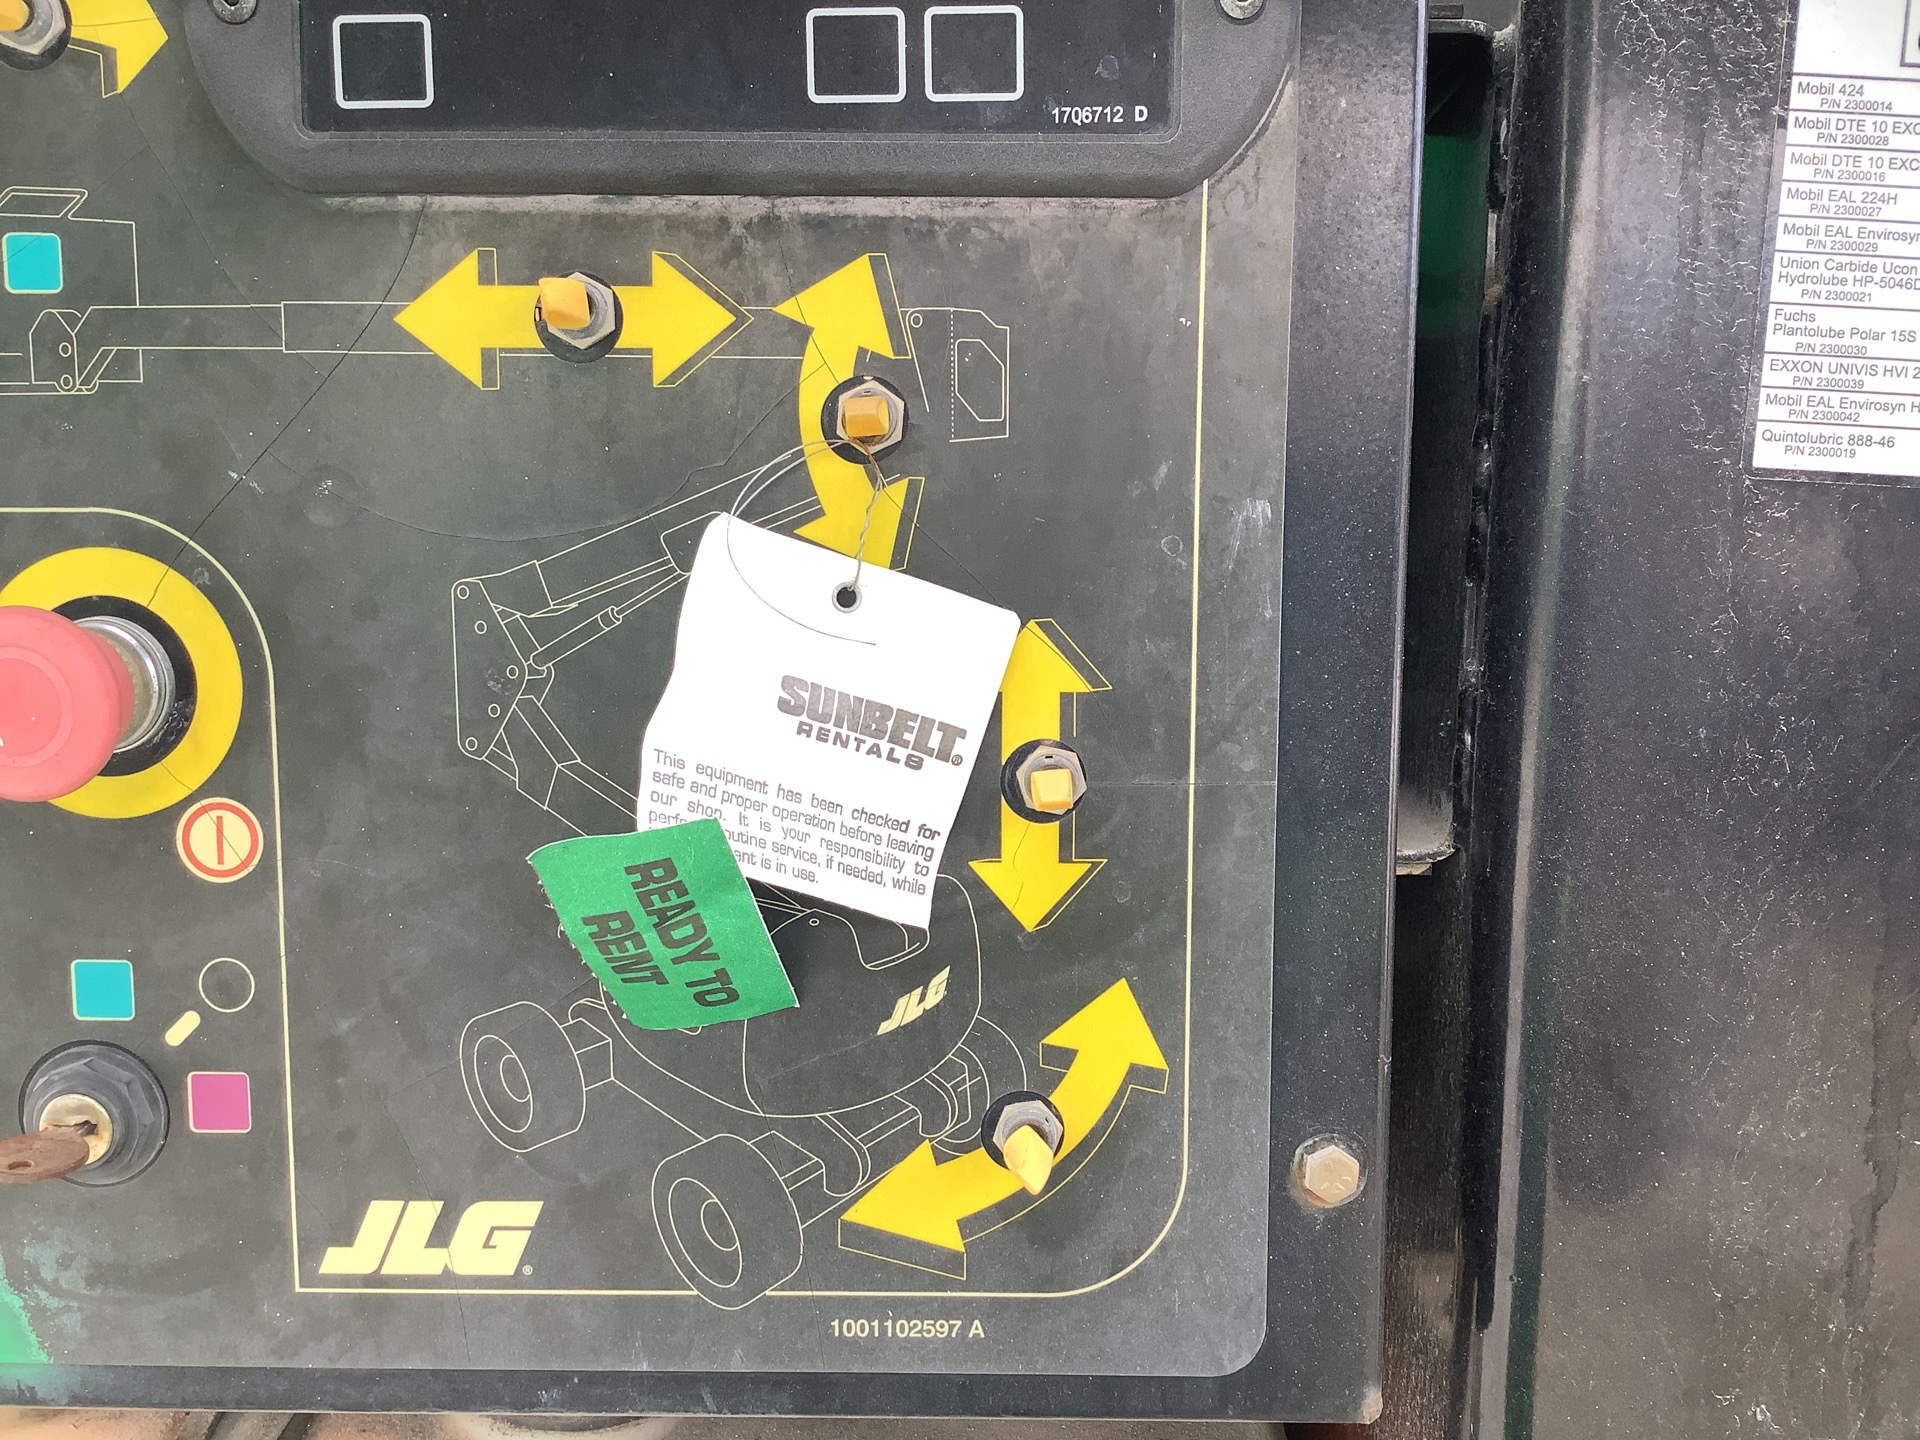 1706712 D
Mobil 424
P/N 2300014
Mobil DTE 10 EXC
P/N 2300028
Mobil DTE 10 EXC
P/N 2300016
Mobil EAL 224H
P/N 2300027
Mobil EAL Envirosyn
P/N 2300029
Union Carbide Ucon
Hydrolube HP-5046D
P/N 2300021
Fuchs
Plantolube Polar 15S
P/N 2300030
EXXON UNIVIS HVI 2
P/N 2300039
Mobil EAL Envirosyn H
P/N 2300042
Quintolubric 888-46
P/N 2300019
SUNBELT®
RENTALS
This equipment has been checked for
safe and proper operation before leaving
our shop. It is your responsibility to
routine service, if needed, while
is in use.
READY TO
RENT
JLG
JLG®
1001102597 A